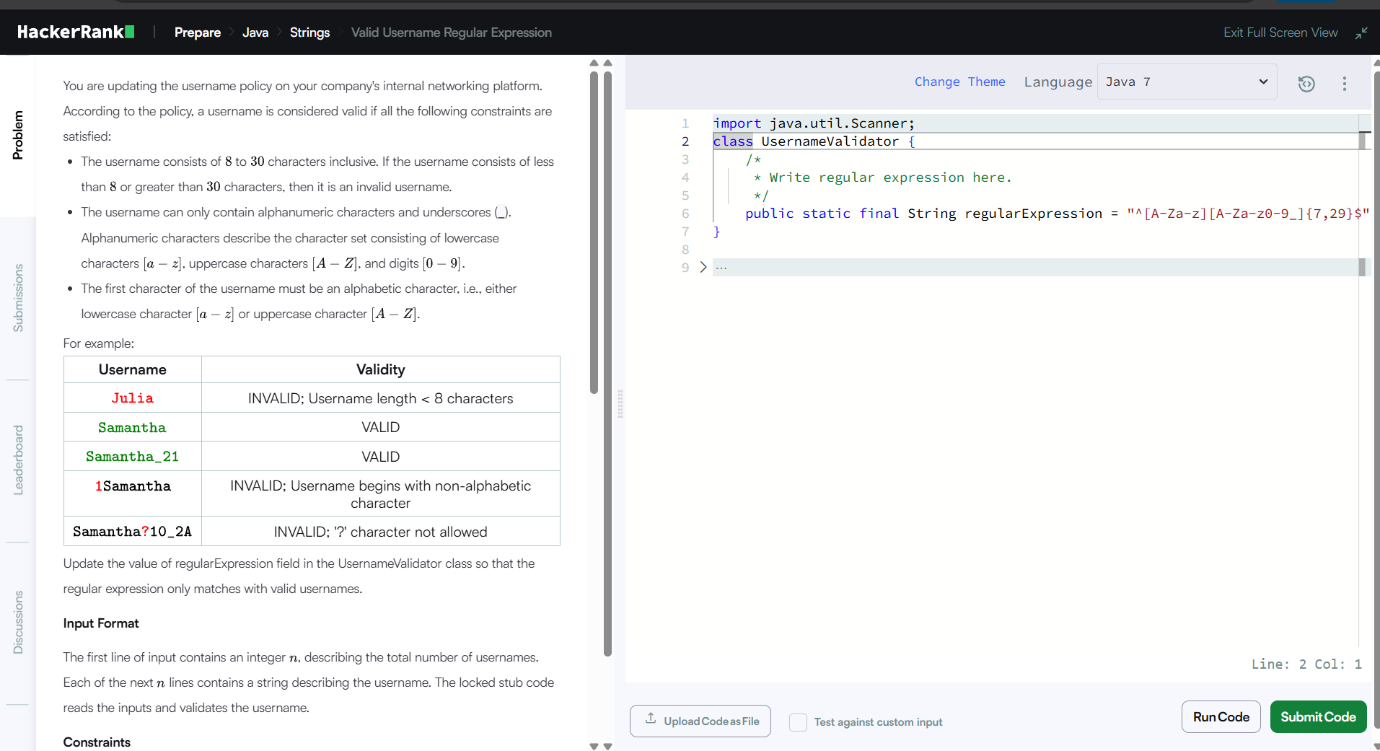 HackerRank
Prepare
Java
Strings
Valid Username Regular Expression
Exit Full Screen View
Problem
Submissions
Leaderboard
Discussions
You are updating the username policy on your company's internal networking platform.
According to the policy, a username is considered valid if all the following constraints are
satisfied:
• The username consists of 8 to 30 characters inclusive. If the username consists of less
than 8 or greater than 30 characters, then it is an invalid username.
• The username can only contain alphanumeric characters and underscores (_).
Alphanumeric characters describe the character set consisting of lowercase
characters [a – z], uppercase characters [A – Z], and digits [0 – 9].
• The first character of the username must be an alphabetic character, i.e., either
lowercase character [a – z] or uppercase character [A – Z].
For example:
Username Validity
Julia INVALID; Username length < 8 characters
Samantha VALID
Samantha_21 VALID
1Samantha INVALID; Username begins with non-alphabetic
character
Samantha?10_2A INVALID; '?' character not allowed
Update the value of regularExpression field in the UsernameValidator class so that the
regular expression only matches with valid usernames.
Input Format
The first line of input contains an integer n, describing the total number of usernames.
Each of the next n lines contains a string describing the username. The locked stub code
reads the inputs and validates the username.
Constraints
Change Theme Language Java 7
1 import java.util.Scanner;
2 class UsernameValidator {
3 /*
4 * Write regular expression here.
5 */
6 public static final String regularExpression = "^[A-Za-z][A-Za-z0-9_]{7,29}$"
7 }
8
9 > ...
Line: 2 Col: 1
Upload Code as File
Test against custom input
Run Code
Submit Code